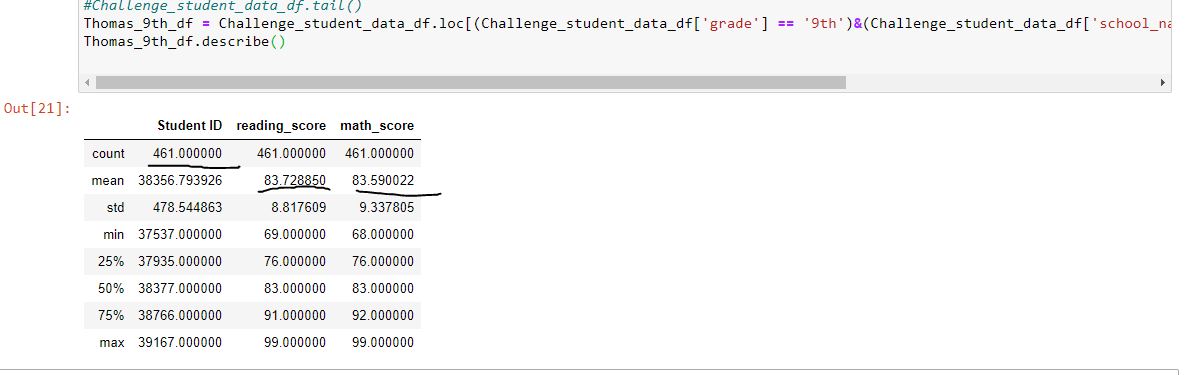 #Challenge_student_data_df.tail()
Thomas_9th_df = Challenge_student_data_df.loc[(Challenge_student_data_df['grade'] == '9th')&(Challenge_student_data_df['school_na
Thomas_9th_df.describe()
Out[21]:
Student ID reading_score math_score
count 461.000000 461.000000 461.000000
mean 38356.793926 83.728850 83.590022
std 478.544863 8.817609 9.337805
min 37537.000000 69.000000 68.000000
25% 37935.000000 76.000000 76.000000
50% 38377.000000 83.000000 83.000000
75% 38766.000000 91.000000 92.000000
max 39167.000000 99.000000 99.000000